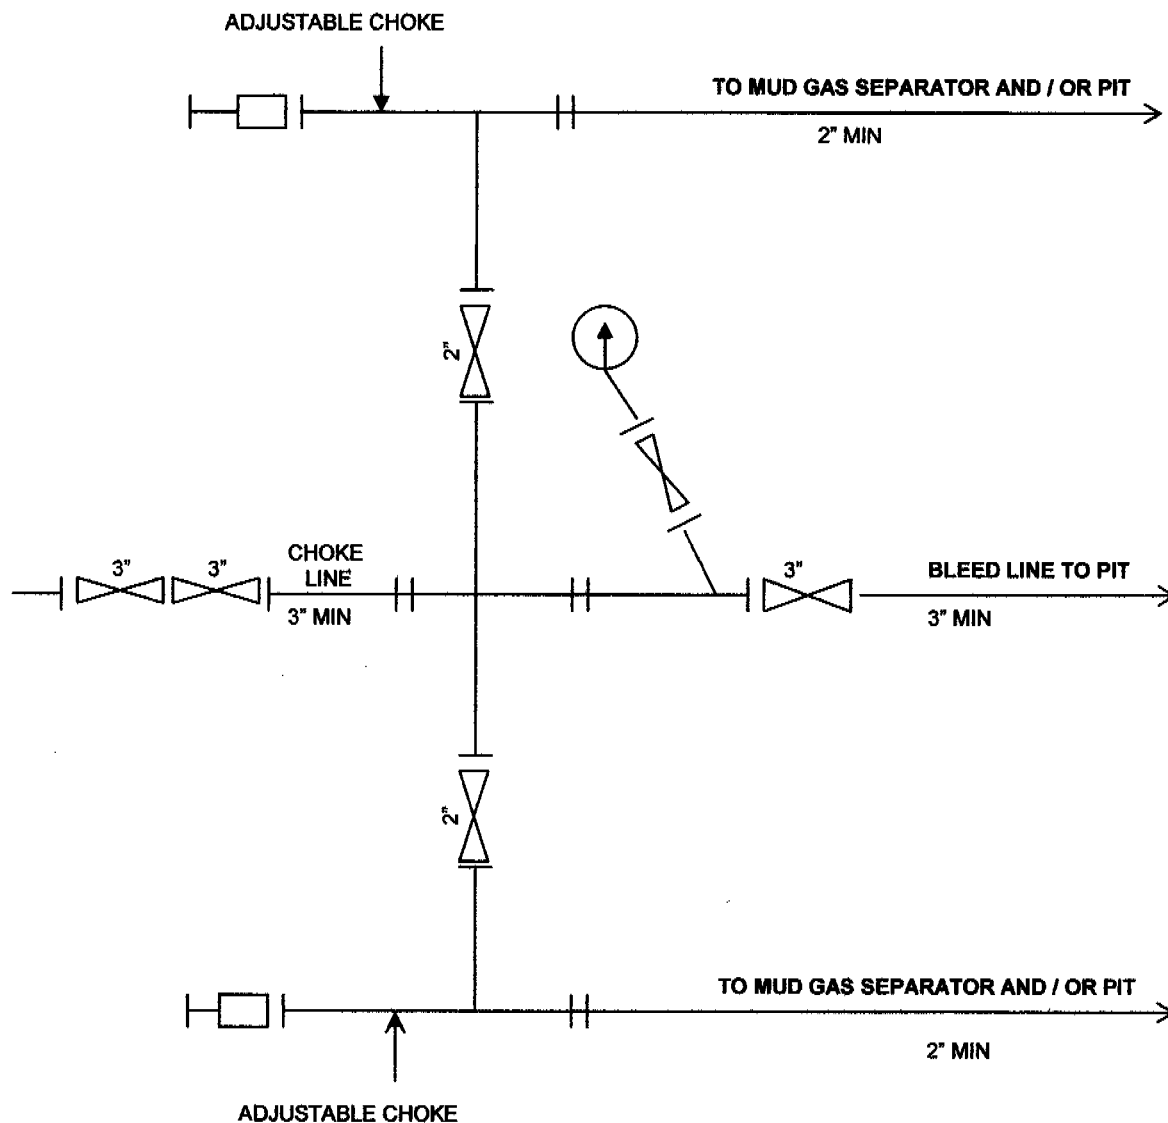 ADJUSTABLE CHOKE
TO MUD GAS SEPARATOR AND / OR PIT
2" MIN
2"
3"
3"
CHOKE
LINE
3" MIN
3"
BLEED LINE TO PIT
3" MIN
2"
TO MUD GAS SEPARATOR AND / OR PIT
2" MIN
ADJUSTABLE CHOKE